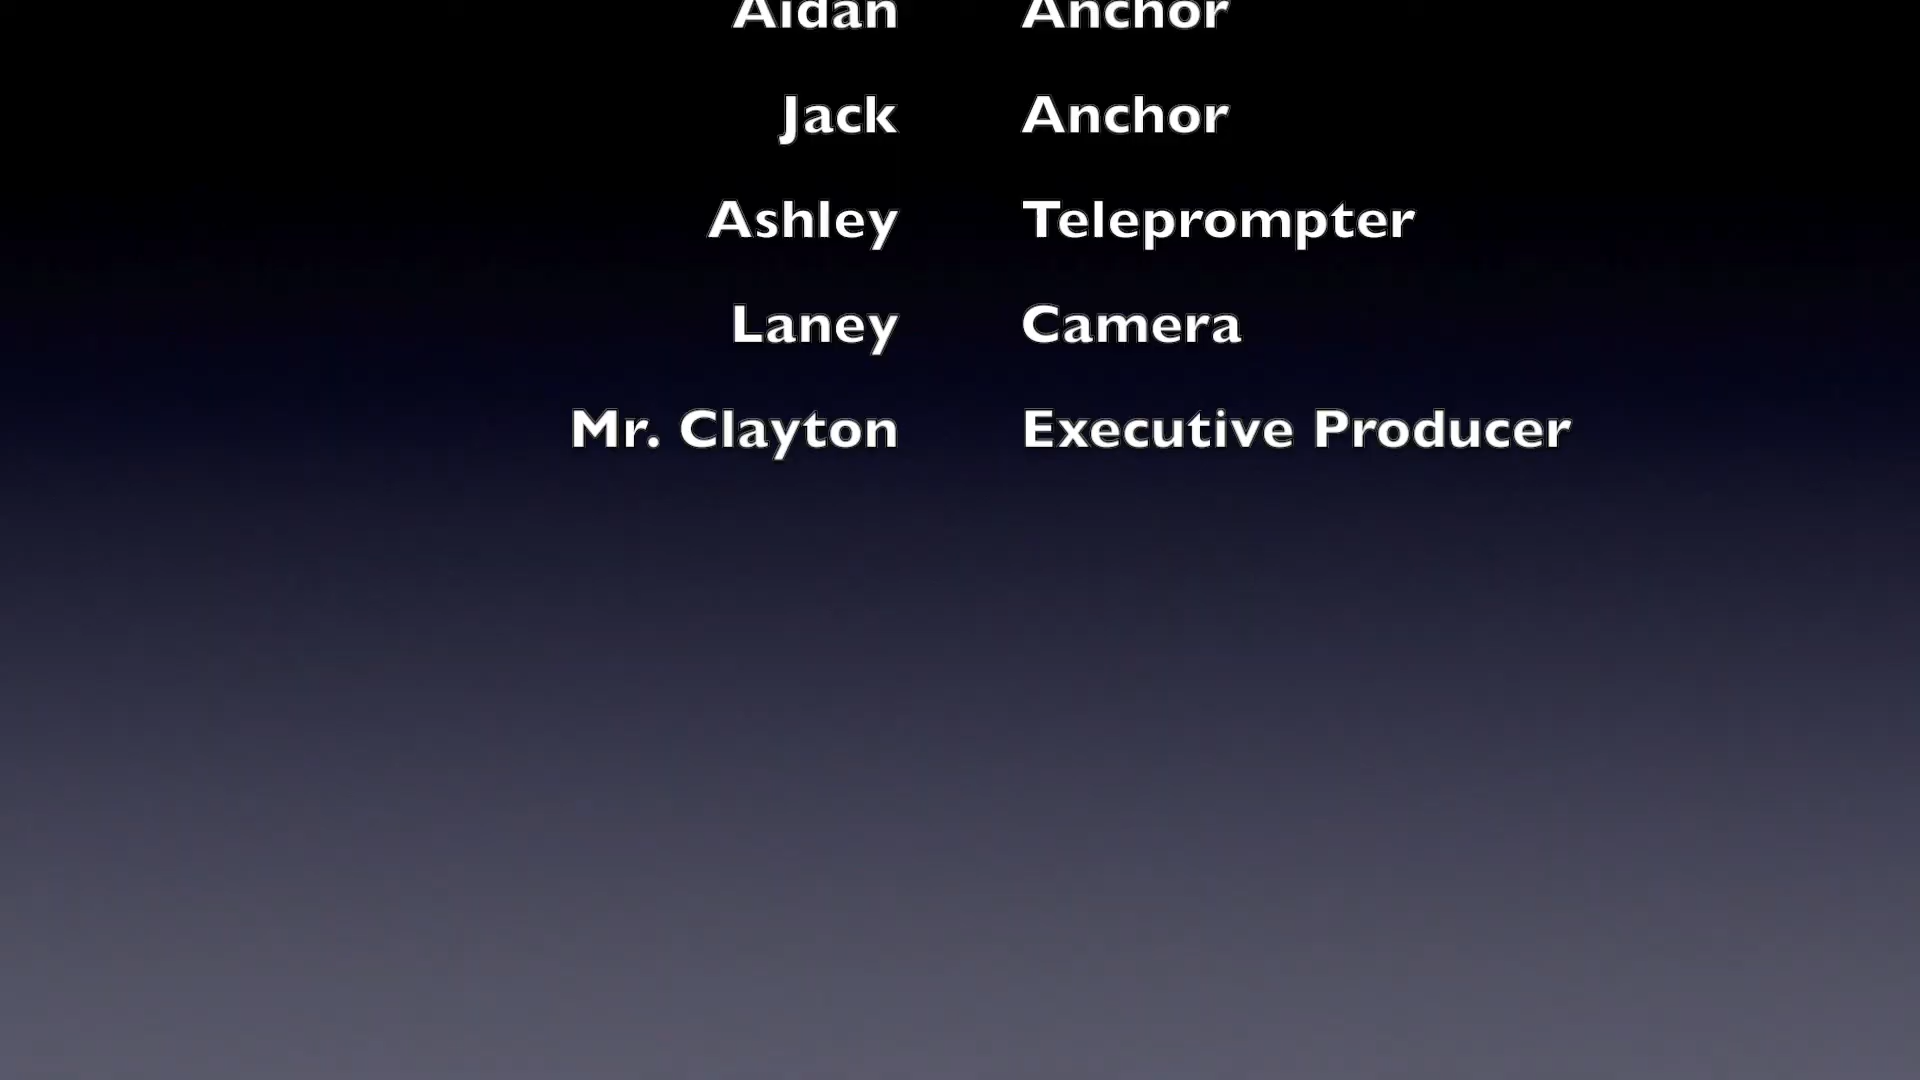 Aidan Anchor
Jack Anchor
Ashley Teleprompter
Laney Camera
Mr. Clayton Executive Producer